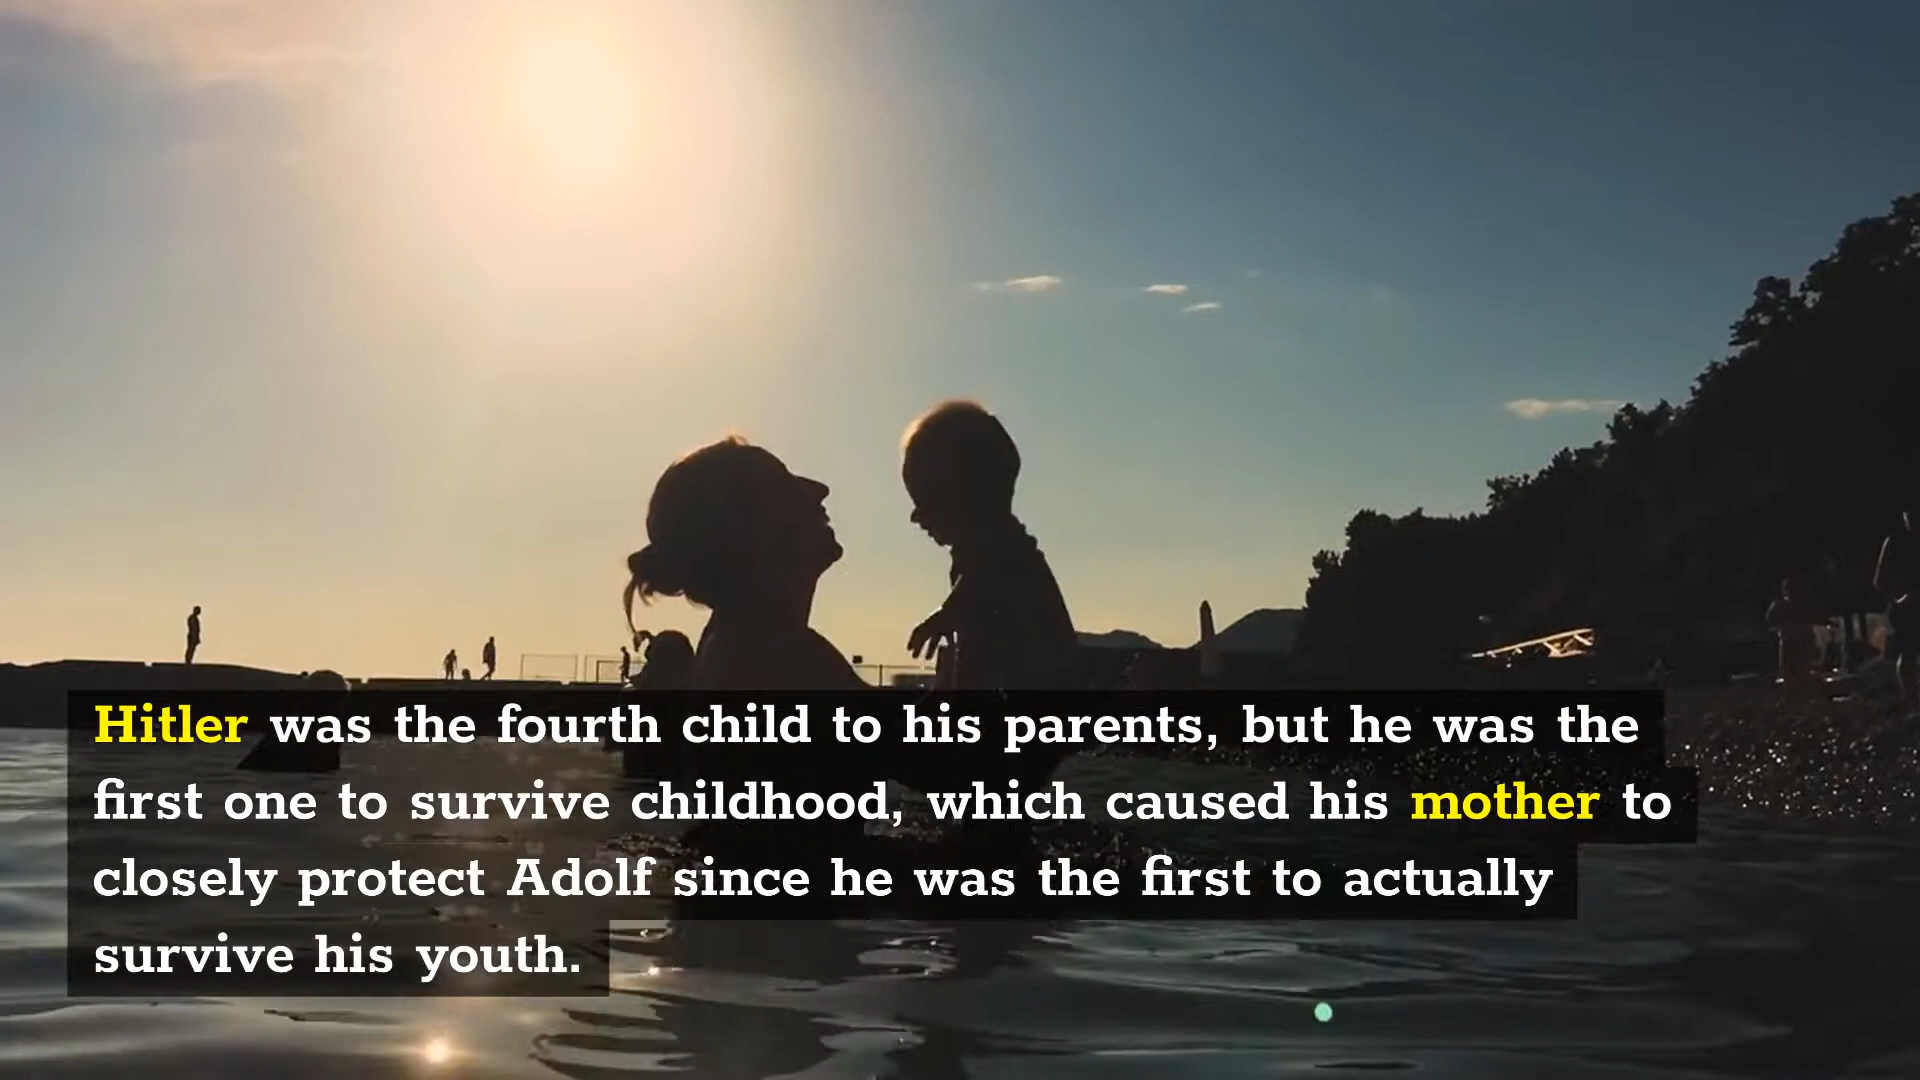 Hitler was the fourth child to his parents, but he was the
first one to survive childhood, which caused his mother to
closely protect Adolf since he was the first to actually
survive his youth.